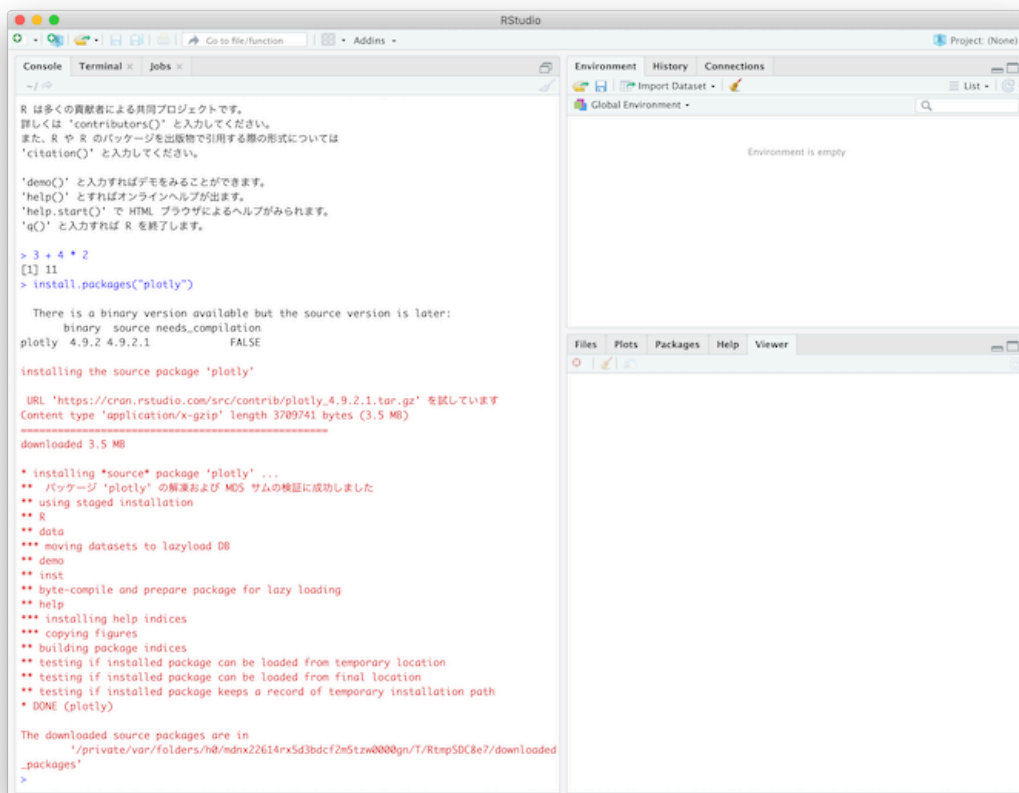 RStudio
Go to file/function
Addins
Project: (None)
Console Terminal Jobs
~/
R は多くの貢献者による共同プロジェクトです。
詳しくは 'contributors()' と入力してください。
また、R や R のパッケージを出版物で引用する際の形式については
'citation()' と入力してください。
'demo()' と入力すればデモをみることができます。
'help()' とすればオンラインヘルプが出ます。
'help.start()' で HTML ブラウザによるヘルプがみられます。
'q()' と入力すれば R を終了します。
> 3 + 4 * 2
[1] 11
> install.packages("plotly")
There is a binary version available but the source version is later:
binary source needs_compilation
plotly 4.9.2 4.9.2.1 FALSE
installing the source package 'plotly'
URL 'https://cran.rstudio.com/src/contrib/plotly_4.9.2.1.tar.gz' を試しています
Content type 'application/x-gzip' length 3709741 bytes (3.5 MB)
==================================================
downloaded 3.5 MB
* installing *source* package 'plotly' ...
** パッケージ 'plotly' の解凍および MD5 サムの検証に成功しました
** using staged installation
** R
** data
*** moving datasets to lazyload DB
** demo
** inst
** byte-compile and prepare package for lazy loading
** help
*** installing help indices
*** copying figures
** building package indices
** testing if installed package can be loaded from temporary location
** testing if installed package can be loaded from final location
** testing if installed package keeps a record of temporary installation path
* DONE (plotly)
The downloaded source packages are in
'/private/var/folders/h0/mdnx22614rx5d3bdcf2m5tzw0000gn/T/RtmpSDC8e7/downloaded
_packages'
>
Environment History Connections
Import Dataset
List
Global Environment
Environment is empty
Files Plots Packages Help Viewer